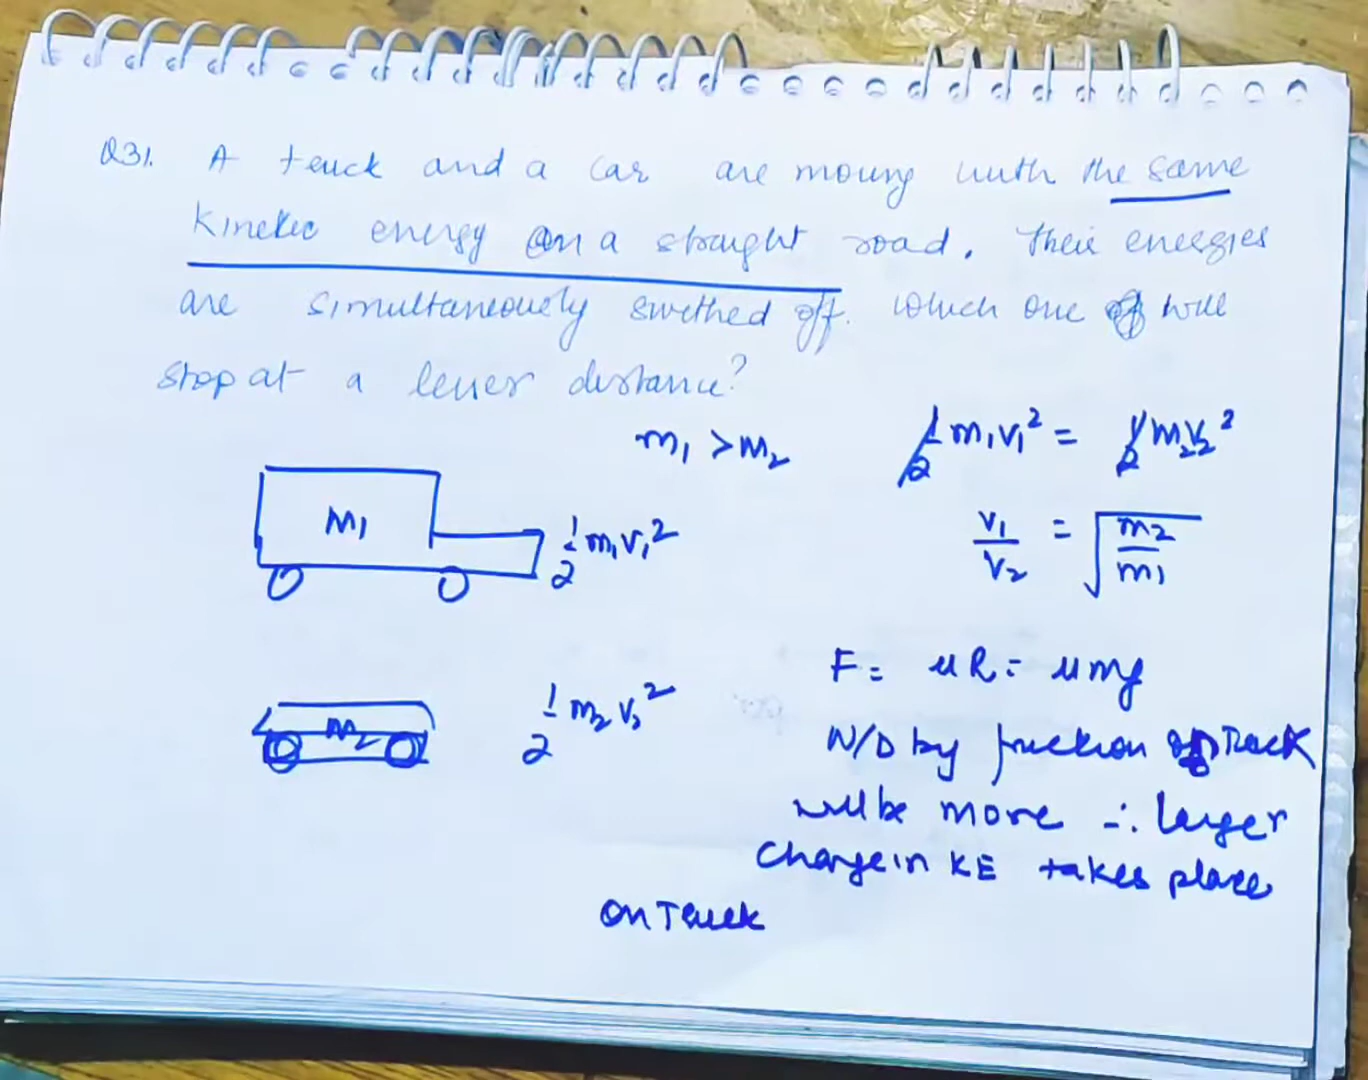 Q31. A truck and a car are moving with the same
kinetic energy on a straight road. Their energies
are simultaneously swithed off. Which one will
stop at a lesser distance?
m₁ > m₂
½ m₁v₁² = ½ m₂v₂²
M₁
½ m₁v₁²
v₁/v₂ = √(m₂/m₁)
F = μR = μmg
m₂
½ m₂v₂²
W/D by friction on Truck
will be more ∴ larger
change in KE takes place
on Truck